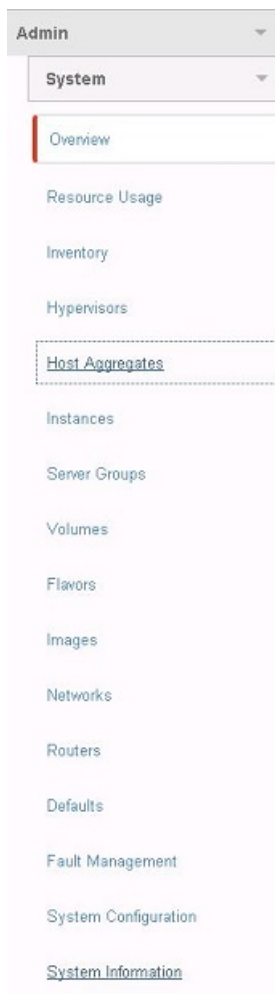 Admin
System
Overview
Resource Usage
Inventory
Hypervisors
Host Aggregates
Instances
Server Groups
Volumes
Flavors
Images
Networks
Routers
Defaults
Fault Management
System Configuration
System Information